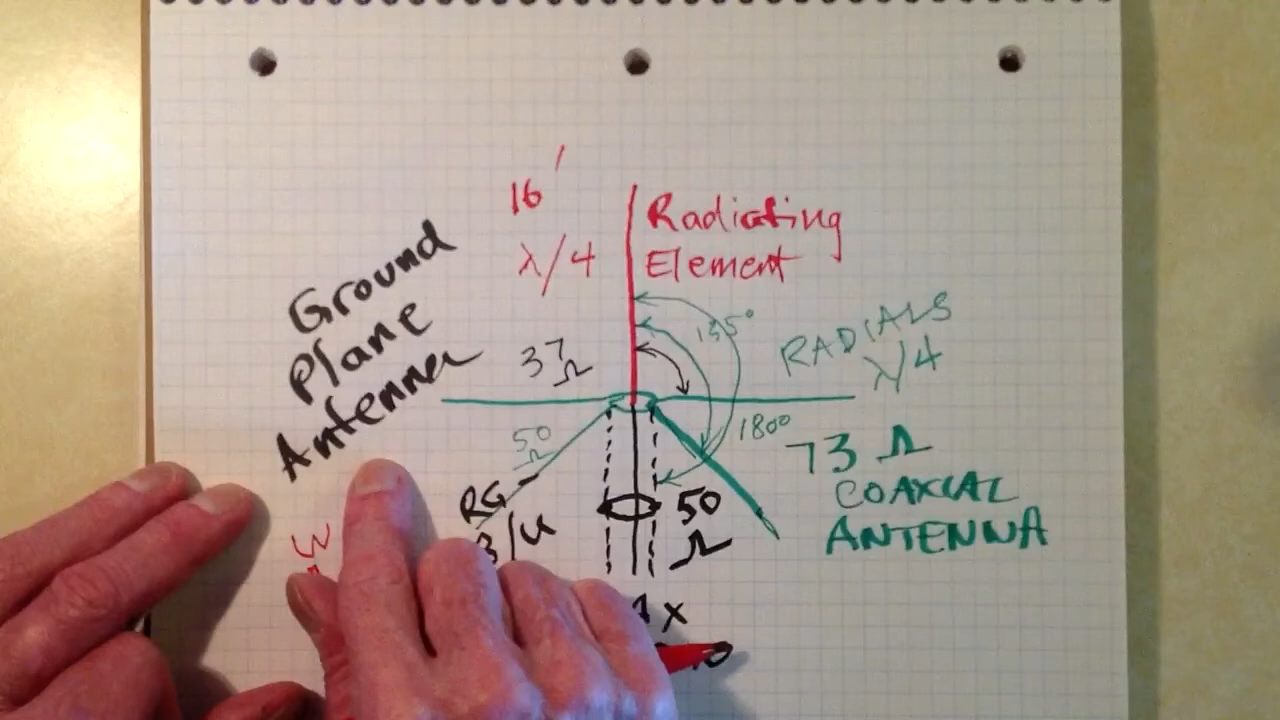 16'
λ/4
Radiating
Element
Ground
Plane
Antenna
37
Ω
135°
RADIALS
λ/4
180°
50
Ω
73 Ω
COAXIAL
ANTENNA
RG-
8/U
50
Ω
X